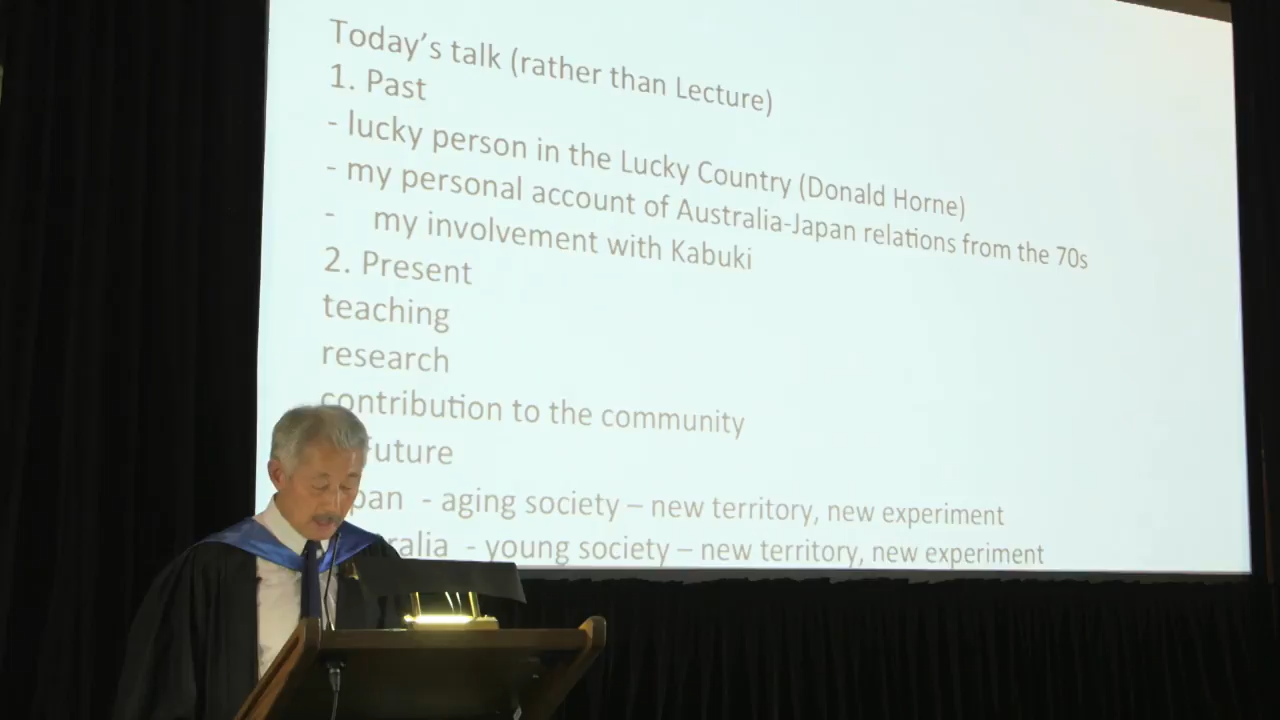 Today's talk (rather than Lecture)
1. Past
- lucky person in the Lucky Country (Donald Horne)
- my personal account of Australia-Japan relations from the 70s
- my involvement with Kabuki
2. Present
teaching
research
contribution to the community
uture
pan - aging society – new territory, new experiment
ralia - young society – new territory, new experiment